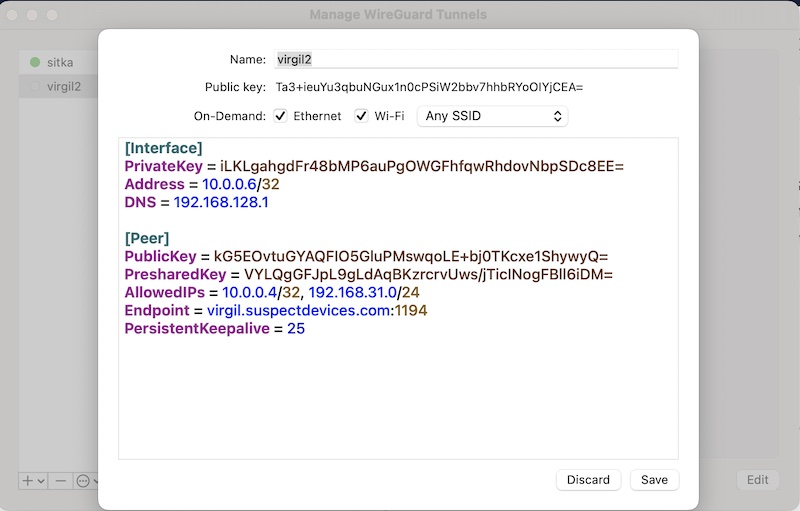 Manage WireGuard Tunnels
sitka
virgil2
Name: virgil2
Public key: Ta3+ieuYu3qbuNGux1n0cPSiW2bbv7hhbRYoOlYjCEA=
On-Demand: Ethernet Wi-Fi Any SSID
[Interface]
PrivateKey = iLKLgahgdFr48bMP6auPgOWGFhfqwRhdovNbpSDc8EE=
Address = 10.0.0.6/32
DNS = 192.168.128.1
[Peer]
PublicKey = kG5EOvtuGYAQFIO5GluPMswqoLE+bj0TKcxe1ShywyQ=
PresharedKey = VYLQgGFJpL9gLdAqBKzrcrvUws/jTicINogFBlI6iDM=
AllowedIPs = 10.0.0.4/32, 192.168.31.0/24
Endpoint = virgil.suspectdevices.com:1194
PersistentKeepalive = 25
Discard Save
Edit